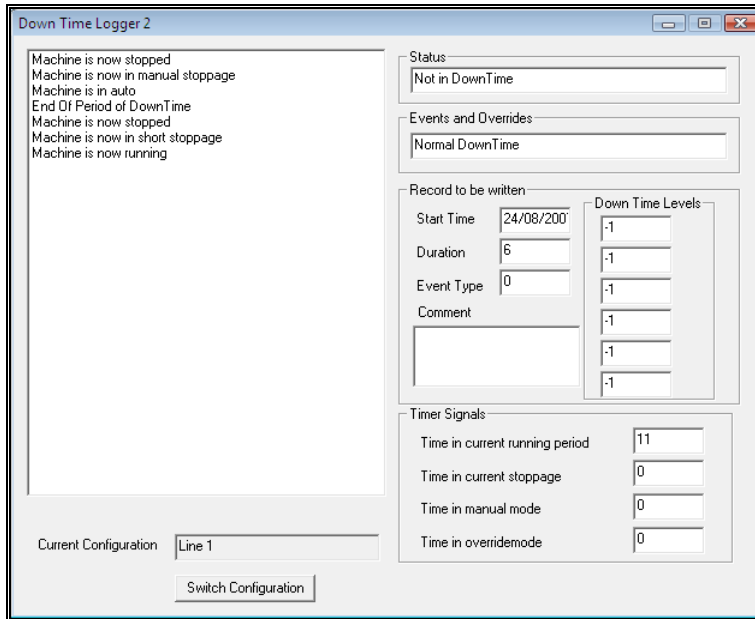 Down Time Logger 2
Machine is now stopped
Machine is now in manual stoppage
Machine is in auto
End Of Period of DownTime
Machine is now stopped
Machine is now in short stoppage
Machine is now running
Status
Not in DownTime
Events and Overrides
Normal DownTime
Record to be written
Start Time 24/08/200
Duration 6
Event Type 0
Comment
Down Time Levels
-1
-1
-1
-1
-1
-1
Timer Signals
Time in current running period 11
Time in current stoppage 0
Time in manual mode 0
Time in overridemode 0
Current Configuration Line 1
Switch Configuration